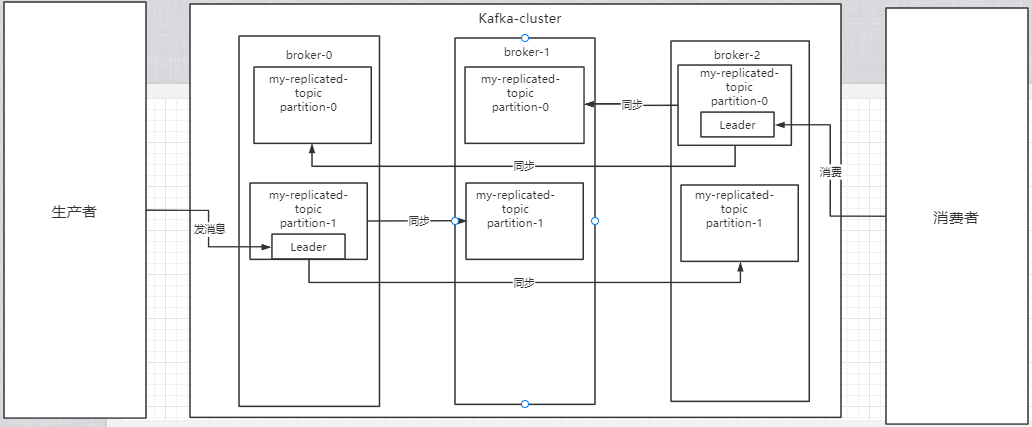 Kafka-cluster
生产者
发消息
broker-0
my-replicated-
topic
partition-0
my-replicated-
topic
partition-1
Leader
同步
同步
同步
同步
broker-1
my-replicated-
topic
partition-0
my-replicated-
topic
partition-1
broker-2
my-replicated-
topic
partition-0
Leader
my-replicated-
topic
partition-1
消费
消费者